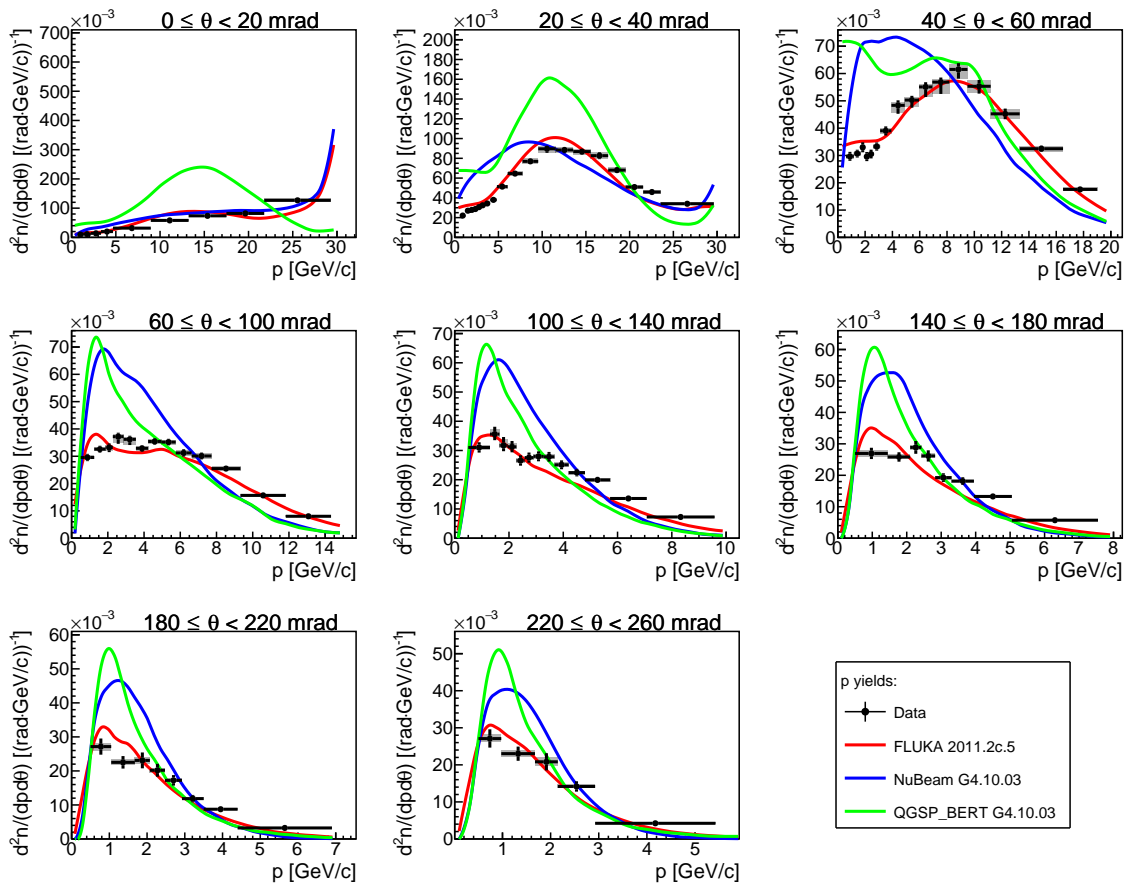 ×10⁻³ 0 ≤ θ < 20 mrad
d²n/(dpdθ) [(rad·GeV/c))⁻¹]
700
600
500
400
300
200
100
0
0 5 10 15 20 25 30
p [GeV/c]
×10⁻³ 20 ≤ θ < 40 mrad
d²n/(dpdθ) [(rad·GeV/c))⁻¹]
200
180
160
140
120
100
80
60
40
20
0
0 5 10 15 20 25 30
p [GeV/c]
×10⁻³ 40 ≤ θ < 60 mrad
d²n/(dpdθ) [(rad·GeV/c))⁻¹]
70
60
50
40
30
20
10
0
0 2 4 6 8 10 12 14 16 18 20
p [GeV/c]
×10⁻³ 60 ≤ θ < 100 mrad
d²n/(dpdθ) [(rad·GeV/c))⁻¹]
70
60
50
40
30
20
10
0
0 2 4 6 8 10 12 14
p [GeV/c]
×10⁻³ 100 ≤ θ < 140 mrad
d²n/(dpdθ) [(rad·GeV/c))⁻¹]
70
60
50
40
30
20
10
0
0 2 4 6 8 10
p [GeV/c]
×10⁻³ 140 ≤ θ < 180 mrad
d²n/(dpdθ) [(rad·GeV/c))⁻¹]
60
50
40
30
20
10
0
0 1 2 3 4 5 6 7 8
p [GeV/c]
×10⁻³ 180 ≤ θ < 220 mrad
d²n/(dpdθ) [(rad·GeV/c))⁻¹]
60
50
40
30
20
10
0
0 1 2 3 4 5 6 7
p [GeV/c]
×10⁻³ 220 ≤ θ < 260 mrad
d²n/(dpdθ) [(rad·GeV/c))⁻¹]
50
40
30
20
10
0
0 1 2 3 4 5
p [GeV/c]
p yields:
Data
FLUKA 2011.2c.5
NuBeam G4.10.03
QGSP_BERT G4.10.03